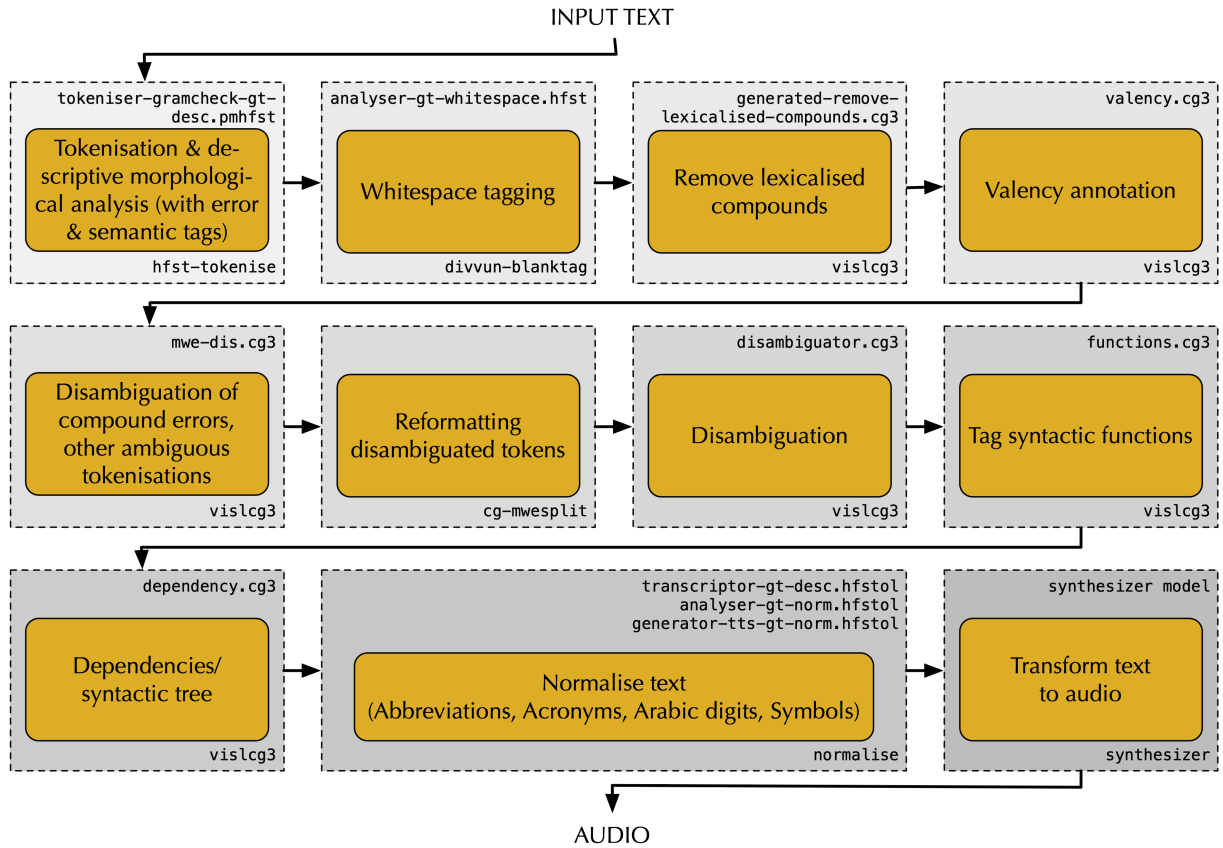 INPUT TEXT
tokeniser-gramcheck-gt-
desc.pmhfst
Tokenisation & de-
scriptive morphologi-
cal analysis (with error
& semantic tags)
hfst-tokenise
analyser-gt-whitespace.hfst
Whitespace tagging
divvun-blanktag
generated-remove-
lexicalised-compounds.cg3
Remove lexicalised
compounds
vislcg3
valency.cg3
Valency annotation
vislcg3
mwe-dis.cg3
Disambiguation of
compound errors,
other ambiguous
tokenisations
vislcg3
Reformatting
disambiguated tokens
cg-mwesplit
disambiguator.cg3
Disambiguation
vislcg3
functions.cg3
Tag syntactic functions
vislcg3
dependency.cg3
Dependencies/
syntactic tree
vislcg3
transcriptor-gt-desc.hfstol
analyser-gt-norm.hfstol
generator-tts-gt-norm.hfstol
Normalise text
(Abbreviations, Acronyms, Arabic digits, Symbols)
normalise
synthesizer model
Transform text
to audio
synthesizer
AUDIO